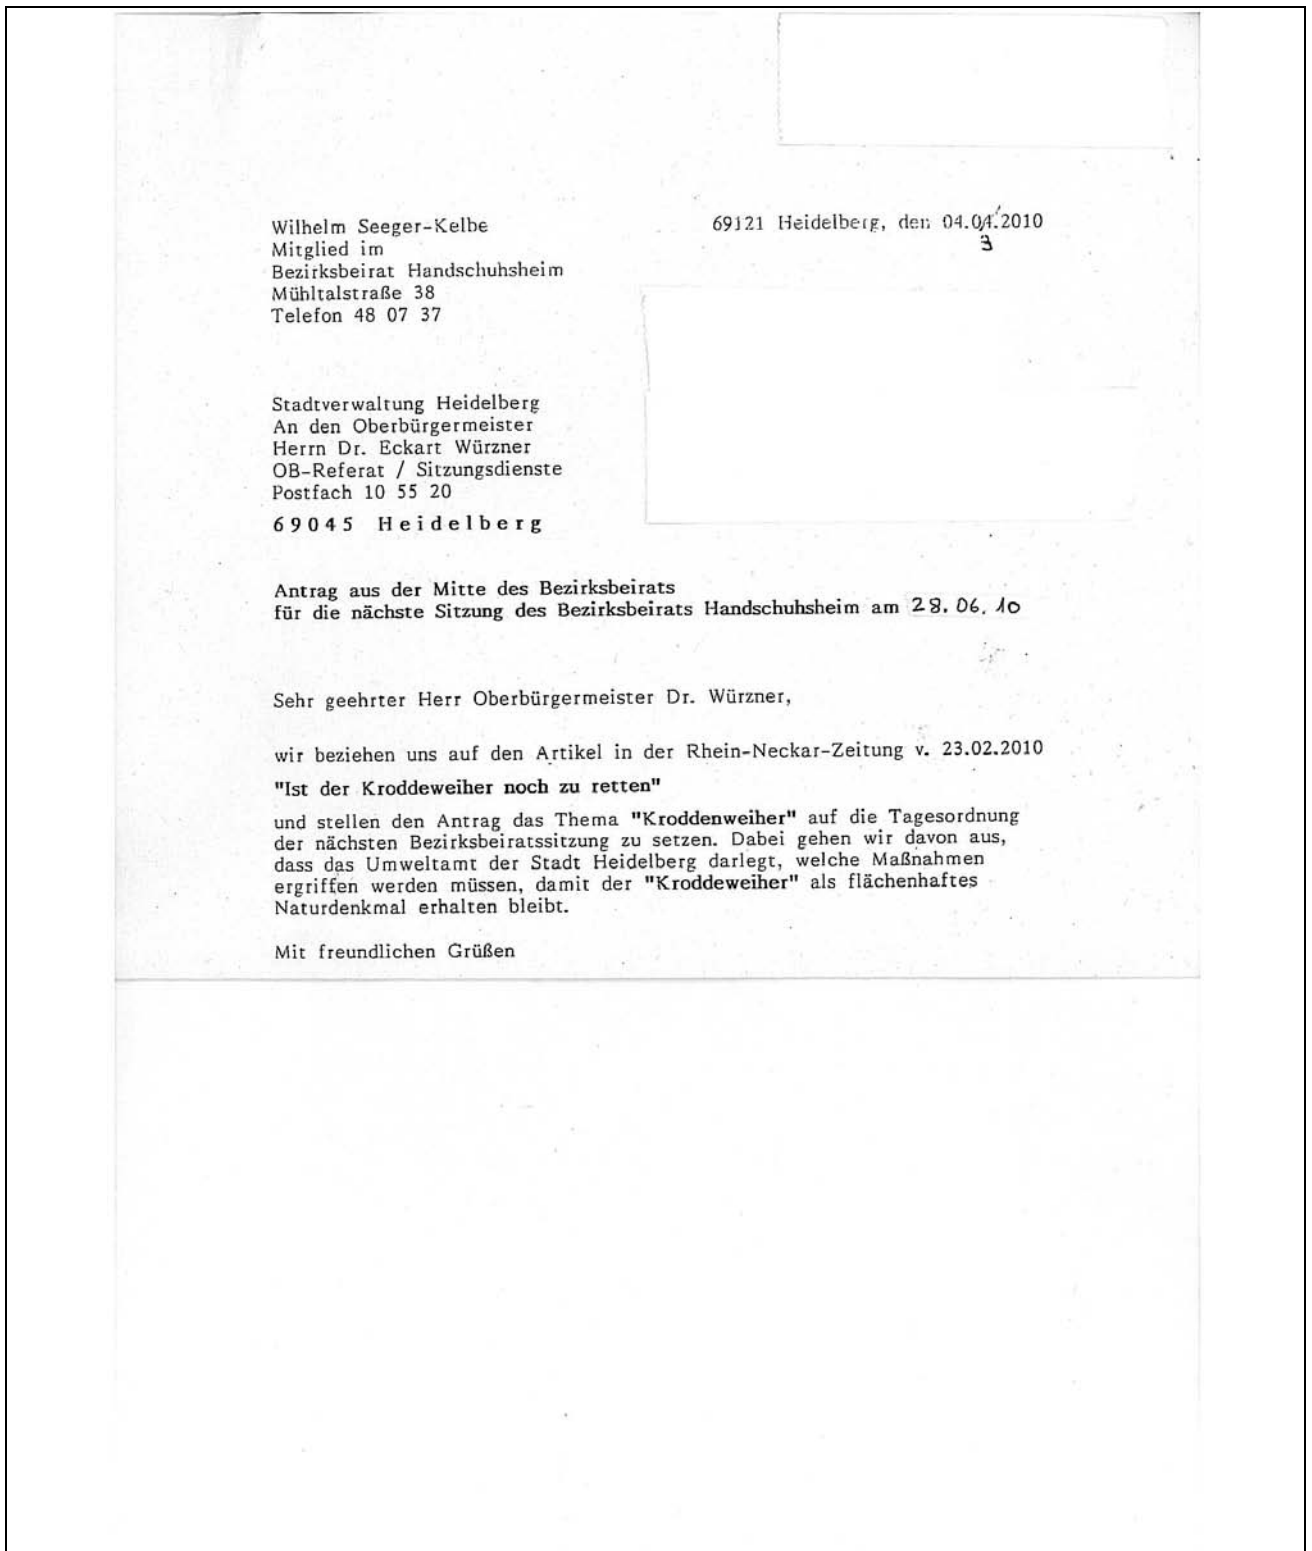 Wilhelm Seeger-Kelbe
Mitglied im
Bezirksbeirat Handschuhsheim
Mühltalstraße 38
Telefon 48 07 37
69121 Heidelberg, den 04.04.2010
3
Stadtverwaltung Heidelberg
An den Oberbürgermeister
Herrn Dr. Eckart Würzner
OB-Referat / Sitzungsdienste
Postfach 10 55 20
69045 Heidelberg
Antrag aus der Mitte des Bezirksbeirats
für die nächste Sitzung des Bezirksbeirats Handschuhsheim am 28.06.10
Sehr geehrter Herr Oberbürgermeister Dr. Würzner,
wir beziehen uns auf den Artikel in der Rhein-Neckar-Zeitung v. 23.02.2010
"Ist der Kroddeweiher noch zu retten"
und stellen den Antrag das Thema "Kroddenweiher" auf die Tagesordnung
der nächsten Bezirksbeiratssitzung zu setzen. Dabei gehen wir davon aus,
dass das Umweltamt der Stadt Heidelberg darlegt, welche Maßnahmen
ergriffen werden müssen, damit der "Kroddeweiher" als flächenhaftes
Naturdenkmal erhalten bleibt.
Mit freundlichen Grüßen